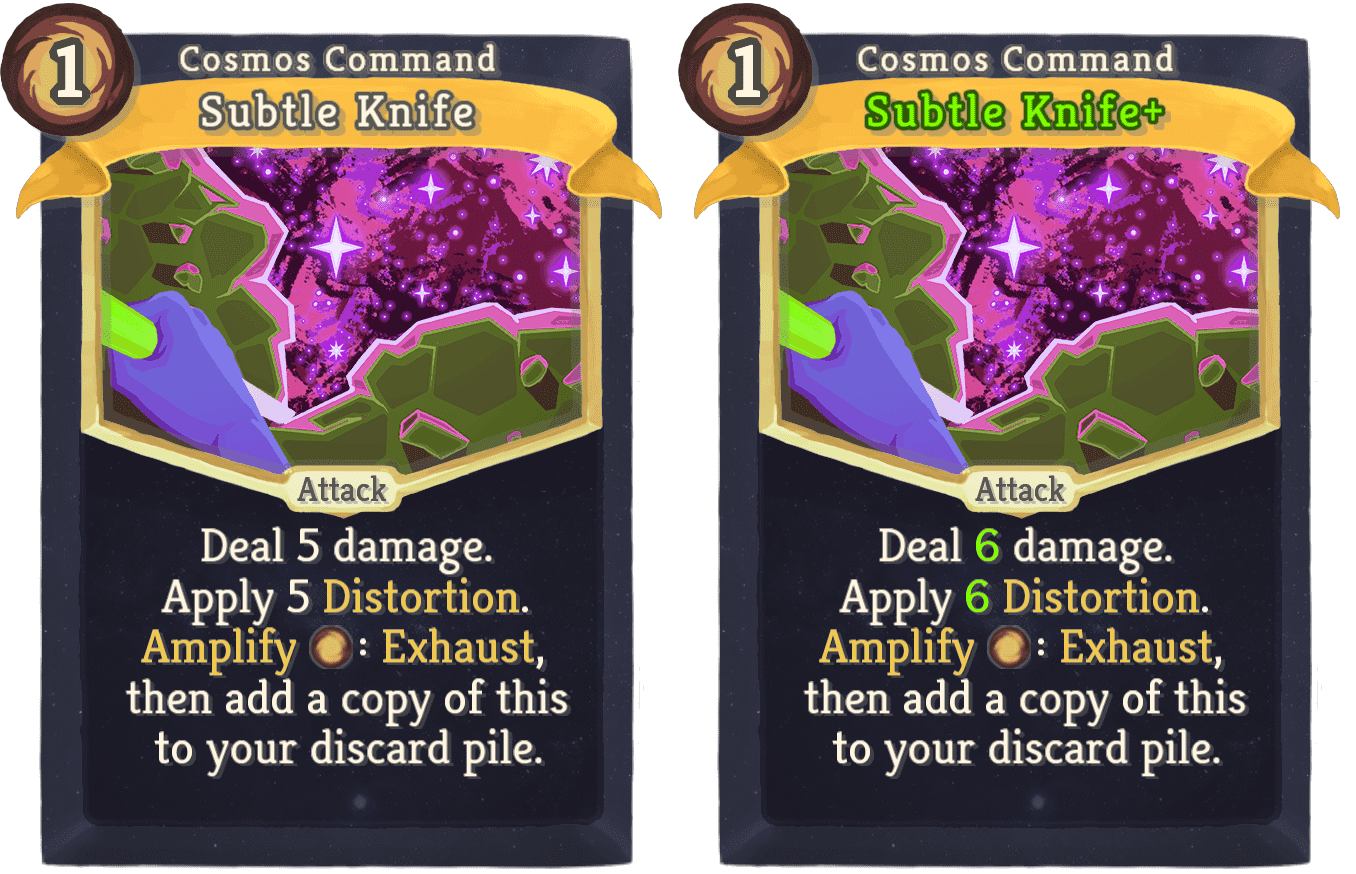 1
Cosmos Command
Subtle Knife
Attack
Deal 5 damage.
Apply 5 Distortion.
Amplify : Exhaust,
then add a copy of this
to your discard pile.
1
Cosmos Command
Subtle Knife+
Attack
Deal 6 damage.
Apply 6 Distortion.
Amplify : Exhaust,
then add a copy of this
to your discard pile.